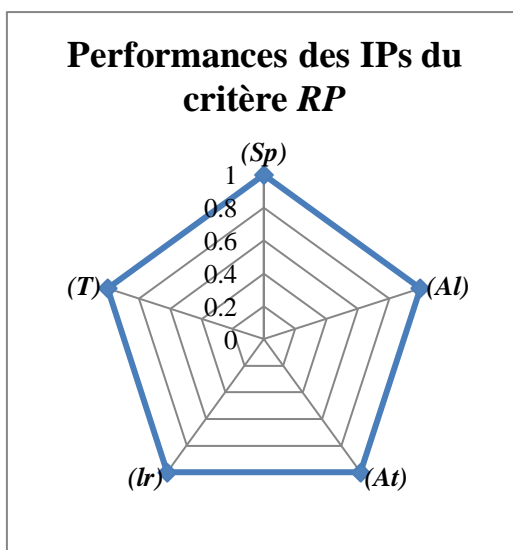 Performances des IPs du
critère RP
(Sp)
1
0.8
0.6
(T)
(Al)
0.4
0.2
0
(lr)
(At)